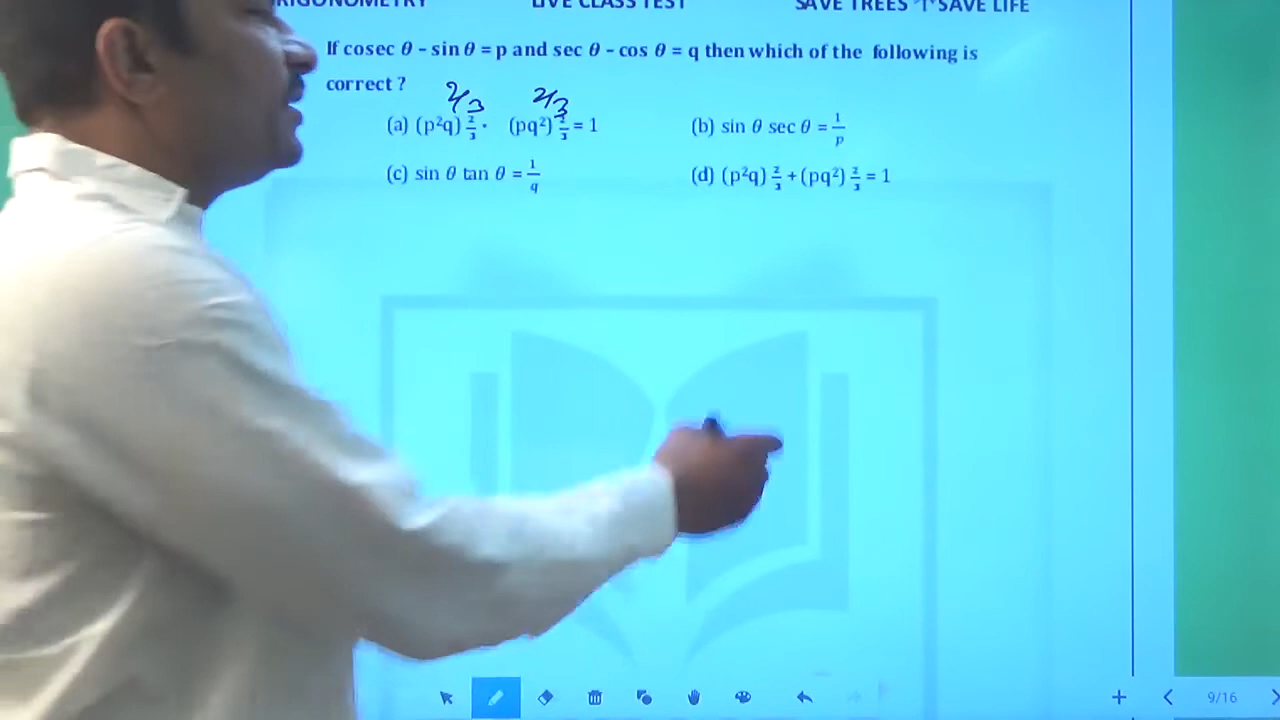 RIGONOMETRY LIVE CLASS TEST SAVE TREES SAVE LIFE
If cosec θ - sin θ = p and sec θ - cos θ = q then which of the following is
correct ?
2/3 2/3
(a) (p²q) 2/3 · (pq²) 2/3 = 1 (b) sin θ sec θ = 1/p
(c) sin θ tan θ = 1/q (d) (p²q) 2/3 + (pq²) 2/3 = 1
9/16